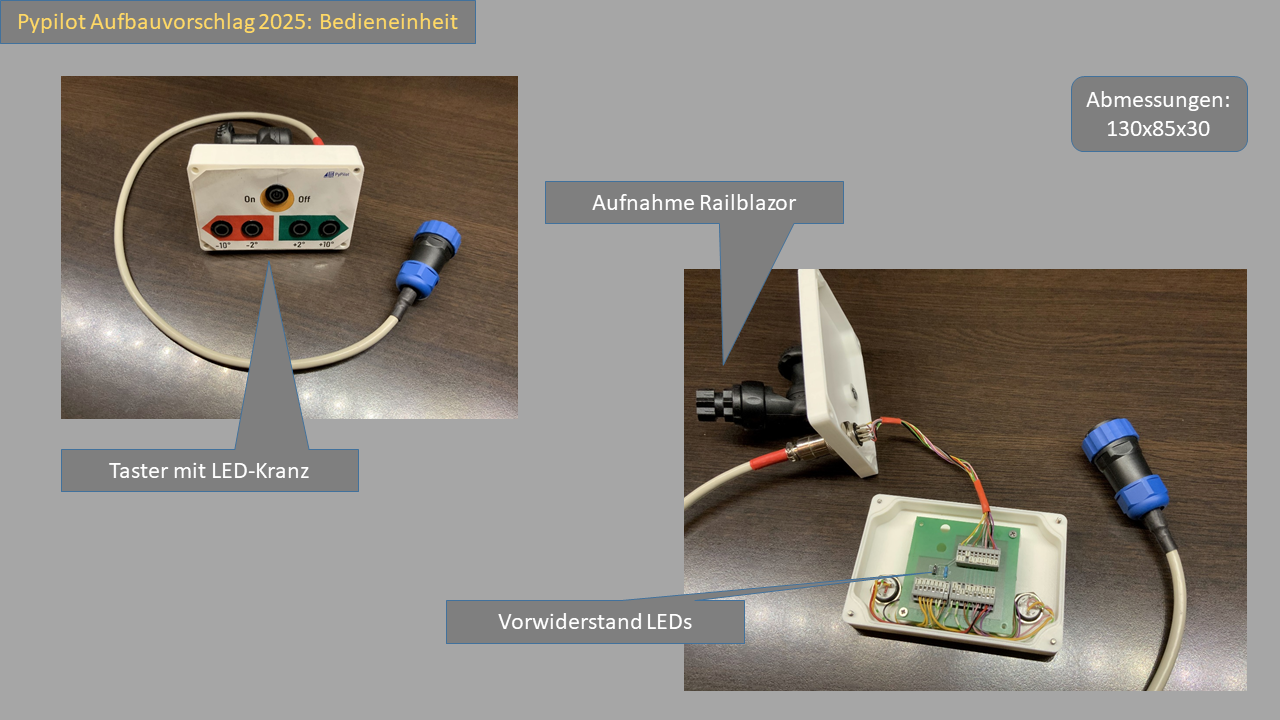 Pypilot Aufbauvorschlag 2025: Bedieneinheit
Abmessungen:
130x85x30
Aufnahme Railblazor
PyPilot
On Off
-10° -2° +2° +10°
Taster mit LED-Kranz
Vorwiderstand LEDs